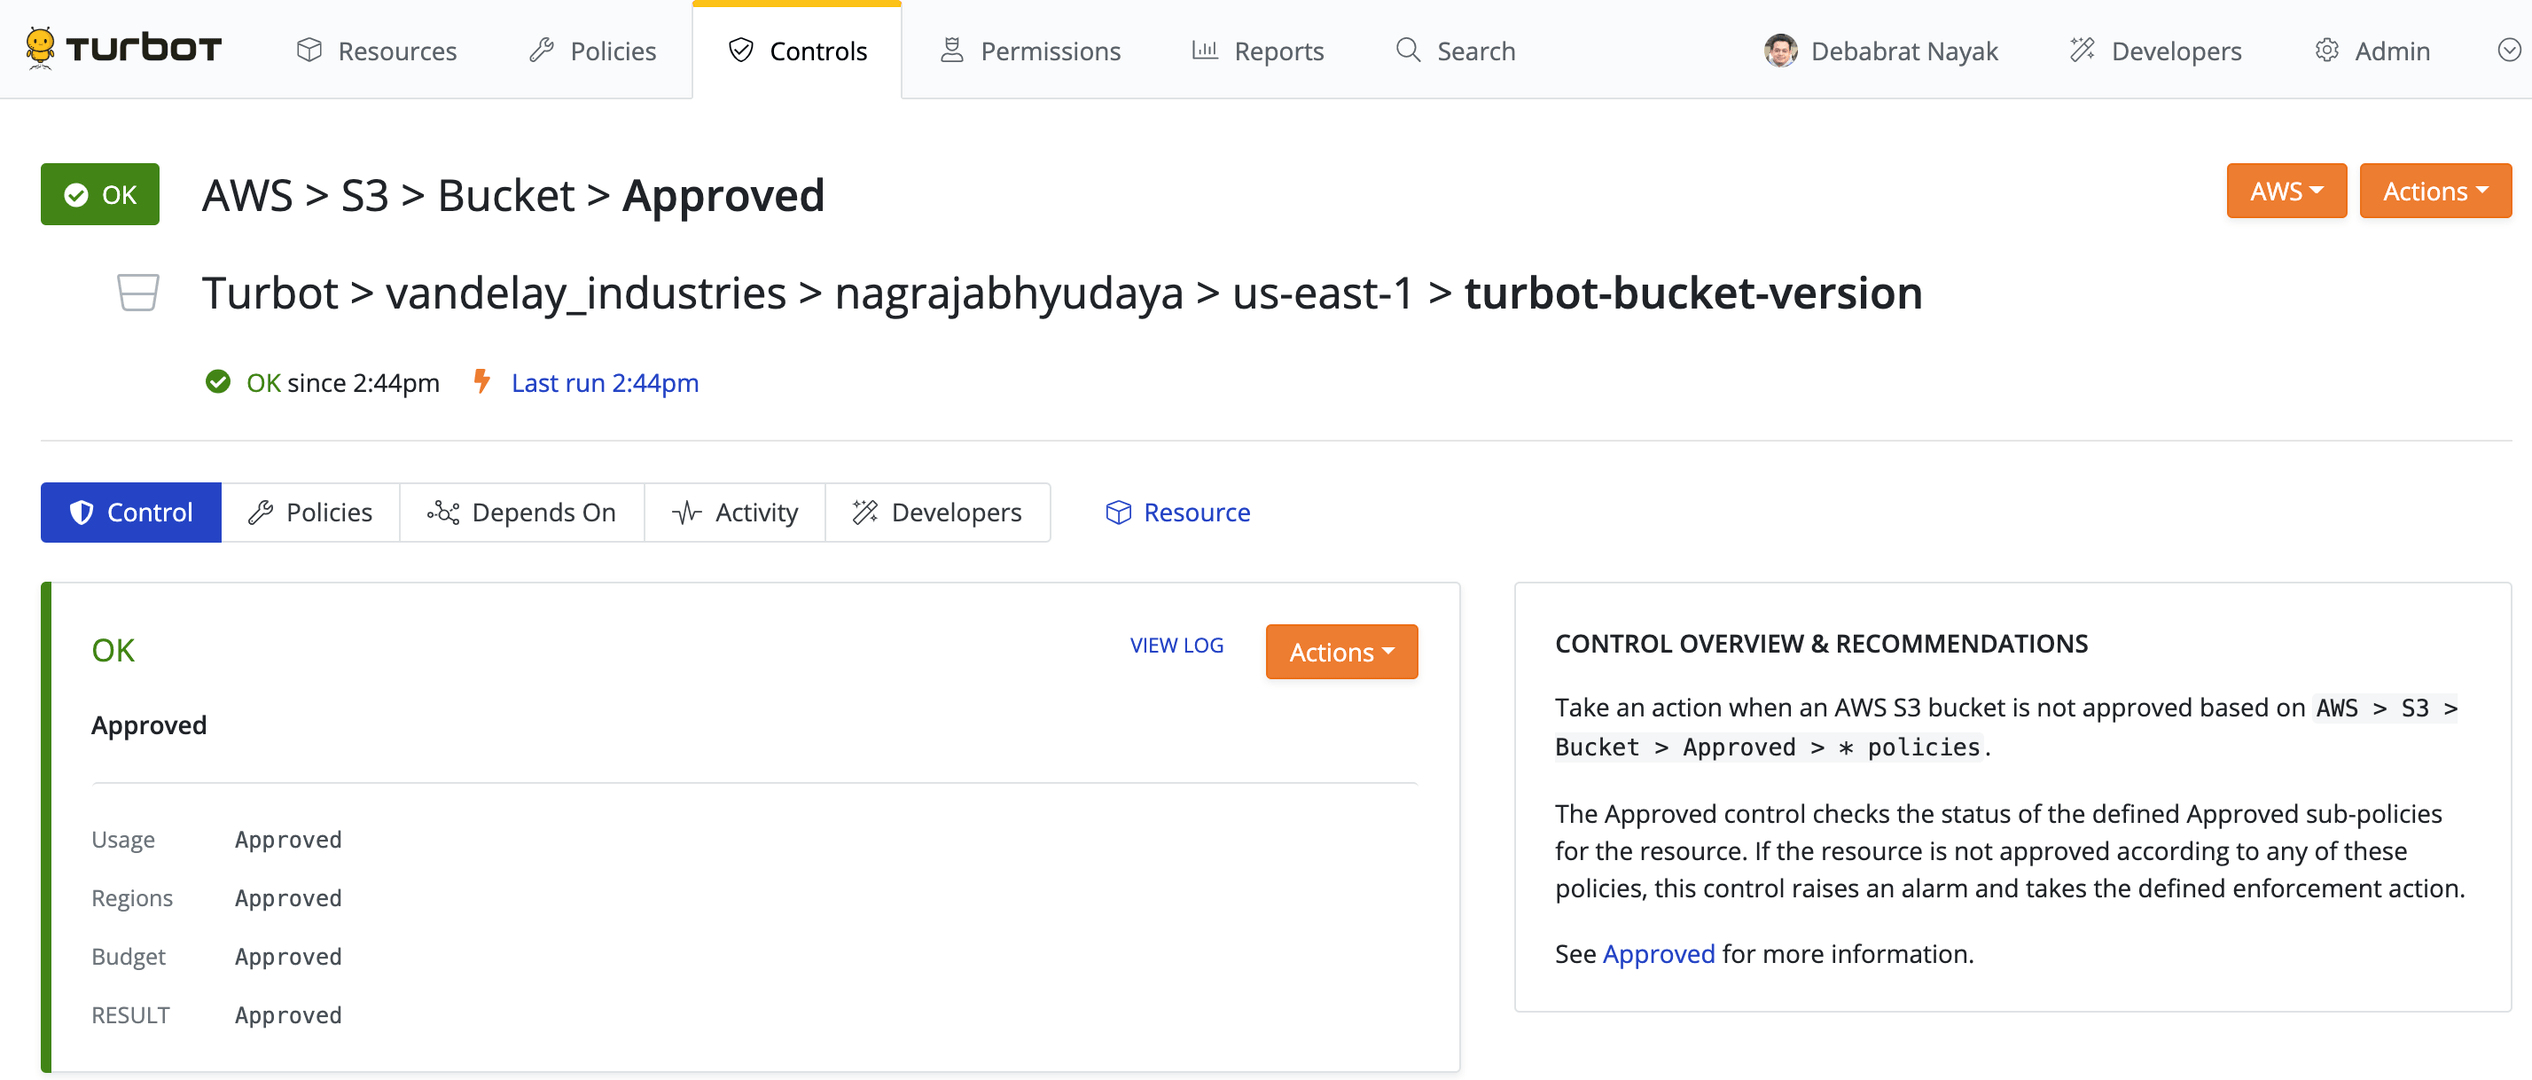 TURBOT Resources Policies Controls Permissions Reports Search Debabrat Nayak Developers Admin
OK AWS > S3 > Bucket > Approved AWS Actions
Turbot > vandelay_industries > nagrajabhyudaya > us-east-1 > turbot-bucket-version
OK since 2:44pm Last run 2:44pm
Control Policies Depends On Activity Developers Resource
OK VIEW LOG Actions
Approved
Usage Approved
Regions Approved
Budget Approved
RESULT Approved
CONTROL OVERVIEW & RECOMMENDATIONS
Take an action when an AWS S3 bucket is not approved based on AWS > S3 >
Bucket > Approved > * policies.
The Approved control checks the status of the defined Approved sub-policies
for the resource. If the resource is not approved according to any of these
policies, this control raises an alarm and takes the defined enforcement action.
See Approved for more information.